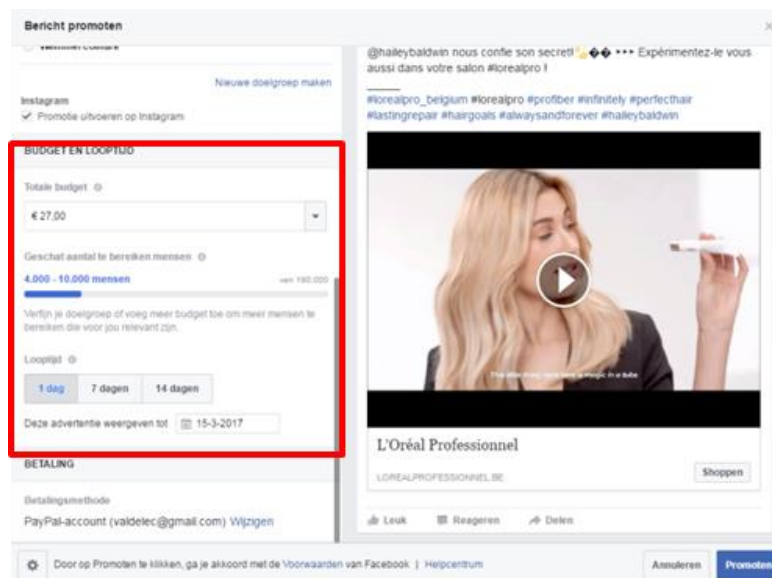 Bericht promoten
Nieuwe doelgroep maken
Instagram
Promotie uitvoeren op Instagram
BUDGET EN LOOPTIJD
Totale budget
€ 27,00
Geschat aantal te bereiken mensen
4.000 - 10.000 mensen
van 180.000
Verfijn je doelgroep of voeg meer budget toe om meer mensen te
bereiken die voor jou relevant zijn.
Looptijd
1 dag 7 dagen 14 dagen
Deze advertentie weergeven tot 15-3-2017
BETALING
Betalingsmethode
PayPal-account (valdelec@gmail.com) Wijzigen
@haileybaldwin nous confie son secret! ••• Expérimentez-le vous
aussi dans votre salon #lorealpro !
#lorealpro_belgium #lorealpro #profiber #infinitely #perfecthair
#lastingrepair #hairgoals #alwaysandforever #haileybaldwin
L'Oréal Professionnel
LOREALPROFESSIONNEL.BE
Shoppen
Leuk Reageren Delen
Door op Promoten te klikken, ga je akkoord met de Voorwaarden van Facebook | Helpcentrum
Annuleren Promoten